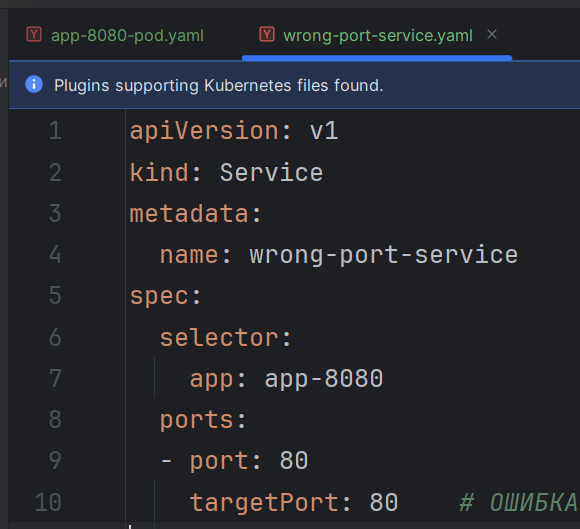 app-8080-pod.yaml wrong-port-service.yaml
Plugins supporting Kubernetes files found.
1 apiVersion: v1
2 kind: Service
3 metadata:
4   name: wrong-port-service
5 spec:
6   selector:
7     app: app-8080
8   ports:
9   - port: 80
10     targetPort: 80    # ОШИБКА